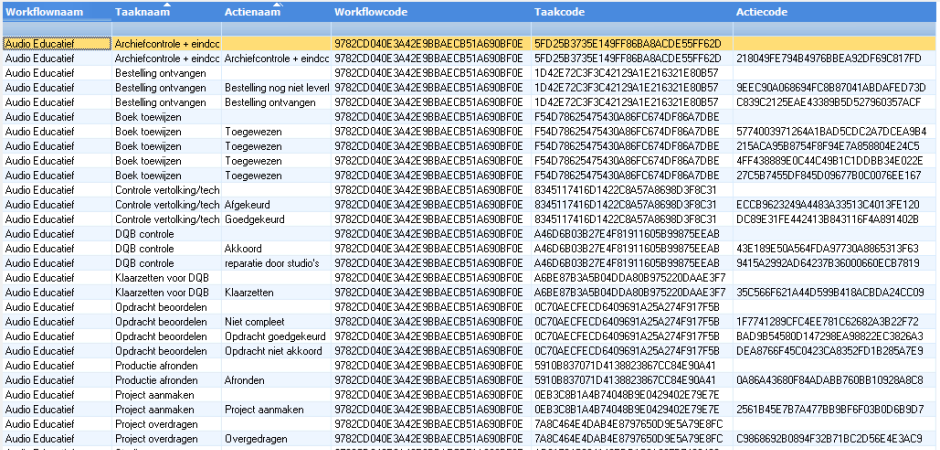 Workflownaam Taaknaam Actienaam Workflowcode Taakcode Actiecode
Audio Educatief Archiefcontrole + eindcc 9782CD040E3A42E9BBAECB51A690BF0E 5FD25B3735E149FF86BA8ACDE55FF62D
Audio Educatief Archiefcontrole + eindcc Archiefcontrole + eindcc 9782CD040E3A42E9BBAECB51A690BF0E 5FD25B3735E149FF86BA8ACDE55FF62D 218049FE794B4976BBEA92DF69C817FD
Audio Educatief Bestelling ontvangen 9782CD040E3A42E9BBAECB51A690BF0E 1D42E72C3F3C42129A1E216321E80B57
Audio Educatief Bestelling ontvangen Bestelling nog niet leverl 9782CD040E3A42E9BBAECB51A690BF0E 1D42E72C3F3C42129A1E216321E80B57 9EEC90A068694FC8B87041ABDAFED73D
Audio Educatief Bestelling ontvangen Bestelling ontvangen 9782CD040E3A42E9BBAECB51A690BF0E 1D42E72C3F3C42129A1E216321E80B57 C839C2125EAE43389B5D527960357ACF
Audio Educatief Boek toewijzen 9782CD040E3A42E9BBAECB51A690BF0E F54D78625475430A86FC674DF86A7DBE
Audio Educatief Boek toewijzen Toegewezen 9782CD040E3A42E9BBAECB51A690BF0E F54D78625475430A86FC674DF86A7DBE 5774003971264A1BAD5CDC2A7DCEA9B4
Audio Educatief Boek toewijzen Toegewezen 9782CD040E3A42E9BBAECB51A690BF0E F54D78625475430A86FC674DF86A7DBE 215ACA95B8754F8F94E7A858804E24C5
Audio Educatief Boek toewijzen Toegewezen 9782CD040E3A42E9BBAECB51A690BF0E F54D78625475430A86FC674DF86A7DBE 4FF438889E0C44C49B1C1DDBB34E022E
Audio Educatief Boek toewijzen Toegewezen 9782CD040E3A42E9BBAECB51A690BF0E F54D78625475430A86FC674DF86A7DBE 27C5B7455DF845D09677B0C0076EE167
Audio Educatief Controle vertolking/tech 9782CD040E3A42E9BBAECB51A690BF0E 8345117416D1422C8A57A8698D3F8C31
Audio Educatief Controle vertolking/tech Afgekeurd 9782CD040E3A42E9BBAECB51A690BF0E 8345117416D1422C8A57A8698D3F8C31 ECCB9623249A4483A33513C4013FE120
Audio Educatief Controle vertolking/tech Goedgekeurd 9782CD040E3A42E9BBAECB51A690BF0E 8345117416D1422C8A57A8698D3F8C31 DC89E31FE442413B843116F4A891402B
Audio Educatief DQB controle 9782CD040E3A42E9BBAECB51A690BF0E A46D6B03B27E4F81911605B99875EEAB
Audio Educatief DQB controle Akkoord 9782CD040E3A42E9BBAECB51A690BF0E A46D6B03B27E4F81911605B99875EEAB 43E189E50A564FDA97730A8865313F63
Audio Educatief DQB controle reparatie door studio's 9782CD040E3A42E9BBAECB51A690BF0E A46D6B03B27E4F81911605B99875EEAB 9415A2992AD64237B36000660ECB7819
Audio Educatief Klaarzetten voor DQB 9782CD040E3A42E9BBAECB51A690BF0E A6BE87B3A5B04DDA80B975220DAAE3F7
Audio Educatief Klaarzetten voor DQB Klaarzetten 9782CD040E3A42E9BBAECB51A690BF0E A6BE87B3A5B04DDA80B975220DAAE3F7 35C566F621A44D599B418ACBDA24CC09
Audio Educatief Opdracht beoordelen 9782CD040E3A42E9BBAECB51A690BF0E 0C70AECFECD6409691A25A274F917F5B
Audio Educatief Opdracht beoordelen Niet compleet 9782CD040E3A42E9BBAECB51A690BF0E 0C70AECFECD6409691A25A274F917F5B 1F7741289CFC4EE781C62682A3B22F72
Audio Educatief Opdracht beoordelen Opdracht goedgekeurd 9782CD040E3A42E9BBAECB51A690BF0E 0C70AECFECD6409691A25A274F917F5B BAD9B54580D147298EA98822EC3826A3
Audio Educatief Opdracht beoordelen Opdracht niet akkoord 9782CD040E3A42E9BBAECB51A690BF0E 0C70AECFECD6409691A25A274F917F5B DEA8766F45C0423CA8352FD1B285A7E9
Audio Educatief Productie afronden 9782CD040E3A42E9BBAECB51A690BF0E 5910B837071D4138823867CC84E90A41
Audio Educatief Productie afronden Afronden 9782CD040E3A42E9BBAECB51A690BF0E 5910B837071D4138823867CC84E90A41 0A86A43680F84ADABB760BB10928A8C8
Audio Educatief Project aanmaken 9782CD040E3A42E9BBAECB51A690BF0E 0EB3C8B1A4B74048B9E0429402E79E7E
Audio Educatief Project aanmaken Project aanmaken 9782CD040E3A42E9BBAECB51A690BF0E 0EB3C8B1A4B74048B9E0429402E79E7E 2561B45E7B7A477BB9BF6F03B0D6B9D7
Audio Educatief Project overdragen 9782CD040E3A42E9BBAECB51A690BF0E 7A8C464E4DAB4E8797650D9E5A79E8FC
Audio Educatief Project overdragen Overgedragen 9782CD040E3A42E9BBAECB51A690BF0E 7A8C464E4DAB4E8797650D9E5A79E8FC C9868692B0894F32B71BC2D56E4E3AC9